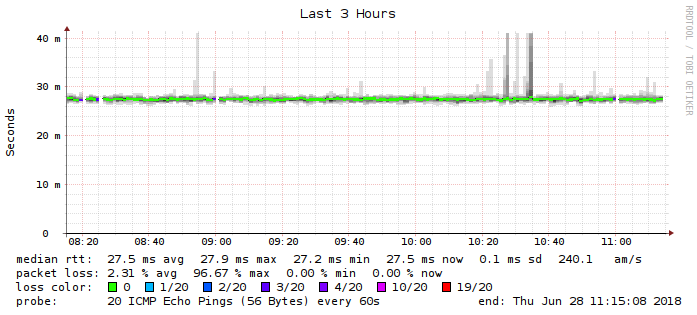 Last 3 Hours
RRDTOOL / TOBI OETIKER
Seconds
40 m
30 m
20 m
10 m
0
08:20 08:40 09:00 09:20 09:40 10:00 10:20 10:40 11:00
median rtt: 27.5 ms avg 27.9 ms max 27.2 ms min 27.5 ms now 0.1 ms sd 240.1 am/s
packet loss: 2.31 % avg 96.67 % max 0.00 % min 0.00 % now
loss color: 0 1/20 2/20 3/20 4/20 10/20 19/20
probe: 20 ICMP Echo Pings (56 Bytes) every 60s end: Thu Jun 28 11:15:08 2018